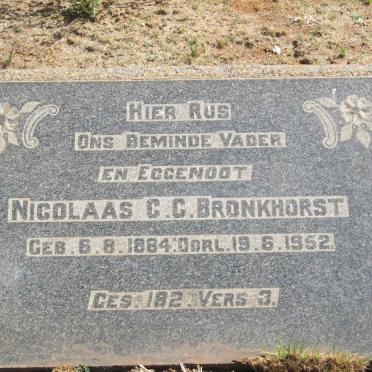 HIER RUS
ONS BEMINDE VADER
EN EGGENOOT
NICOLAAS C.C. BRONKHORST
GEB. 6.8.1884. OORL. 19.6.1952.
GES. 182. VERS 3.